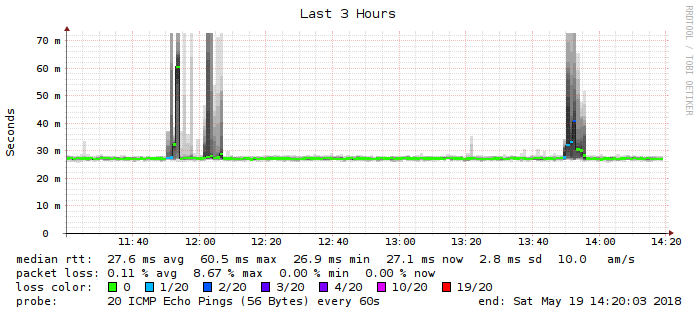 Last 3 Hours
RRDTOOL / TOBI OETIKER
Seconds
70 m
60 m
50 m
40 m
30 m
20 m
10 m
0
11:40 12:00 12:20 12:40 13:00 13:20 13:40 14:00 14:20
median rtt: 27.6 ms avg 60.5 ms max 26.9 ms min 27.1 ms now 2.8 ms sd 10.0 am/s
packet loss: 0.11 % avg 8.67 % max 0.00 % min 0.00 % now
loss color: 0 1/20 2/20 3/20 4/20 10/20 19/20
probe: 20 ICMP Echo Pings (56 Bytes) every 60s end: Sat May 19 14:20:03 2018